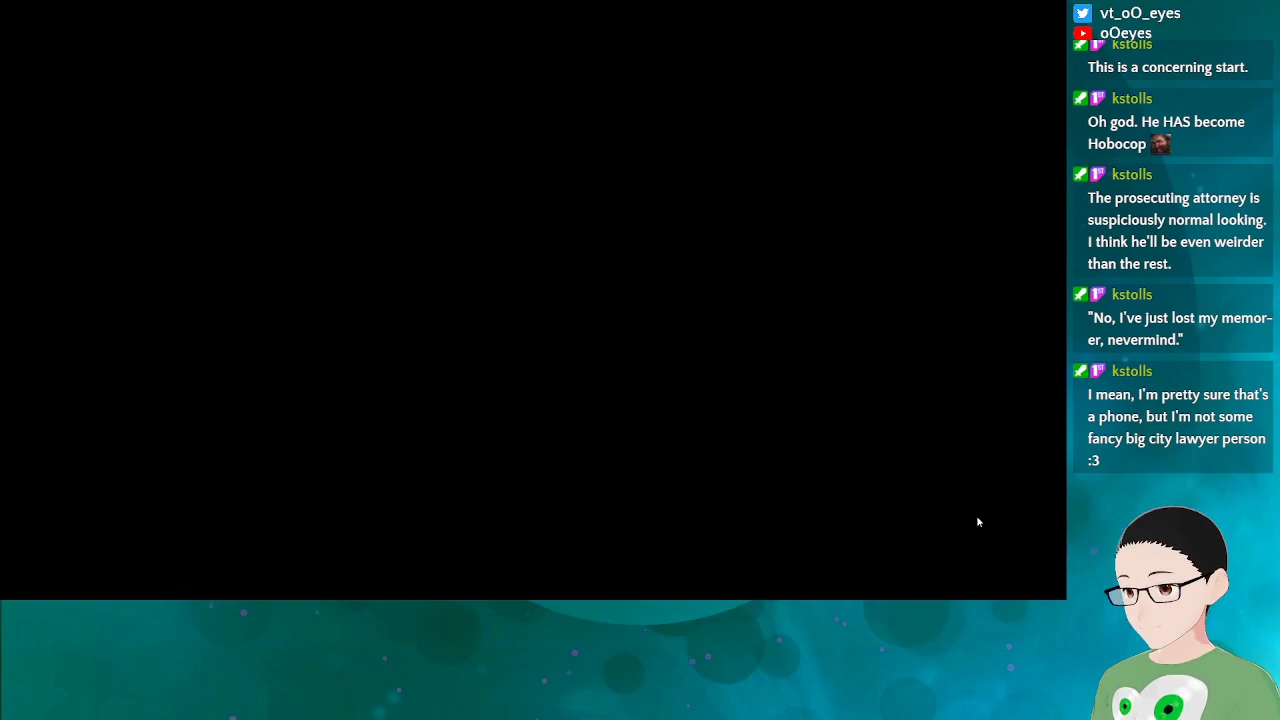 vt_oO_eyes
oOeyes
kstolls
This is a concerning start.
kstolls
Oh god. He HAS become
Hobocop
kstolls
The prosecuting attorney is
suspiciously normal looking.
I think he'll be even weirder
than the rest.
kstolls
"No, I've just lost my memor-
er, nevermind."
kstolls
I mean, I'm pretty sure that's
a phone, but I'm not some
fancy big city lawyer person
:3